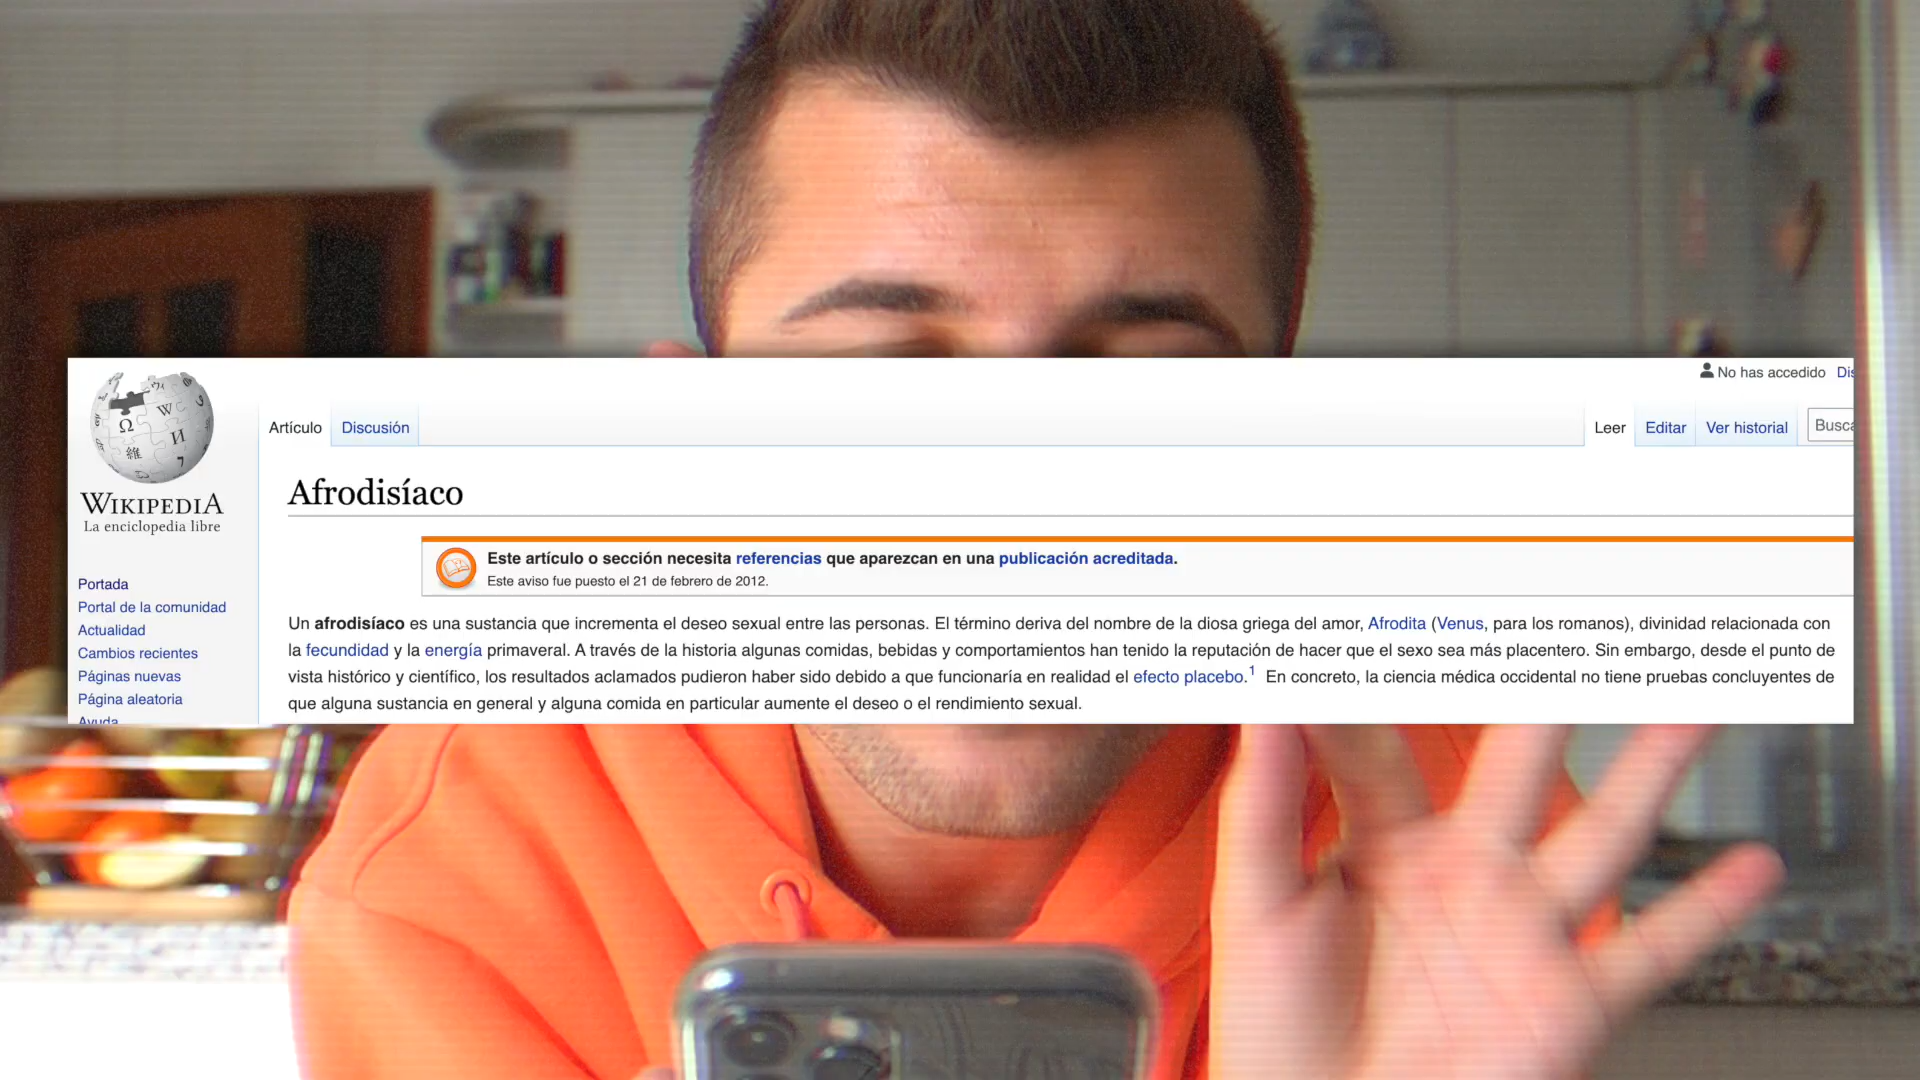 No has accedido
Artículo Discusión Leer Editar Ver historial
WIKIPEDIA
La enciclopedia libre
Afrodisíaco
Este artículo o sección necesita referencias que aparezcan en una publicación acreditada.
Este aviso fue puesto el 21 de febrero de 2012.
Portada
Portal de la comunidad
Actualidad
Cambios recientes
Páginas nuevas
Página aleatoria
Ayuda
Un afrodisíaco es una sustancia que incrementa el deseo sexual entre las personas. El término deriva del nombre de la diosa griega del amor, Afrodita (Venus, para los romanos), divinidad relacionada con
la fecundidad y la energía primaveral. A través de la historia algunas comidas, bebidas y comportamientos han tenido la reputación de hacer que el sexo sea más placentero. Sin embargo, desde el punto de
vista histórico y científico, los resultados aclamados pudieron haber sido debido a que funcionaría en realidad el efecto placebo.1 En concreto, la ciencia médica occidental no tiene pruebas concluyentes de
que alguna sustancia en general y alguna comida en particular aumente el deseo o el rendimiento sexual.